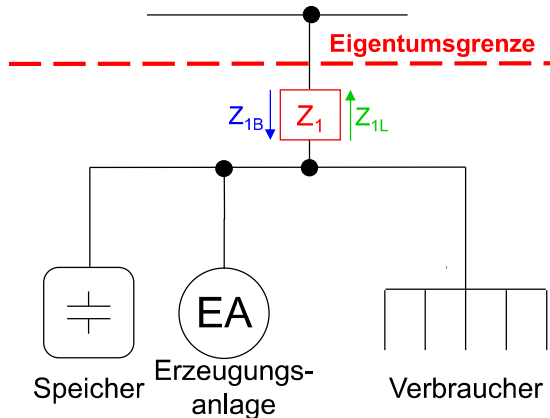 Eigentumsgrenze
Z1B Z1 Z1L
EA
Speicher
Erzeugungs-
anlage
Verbraucher